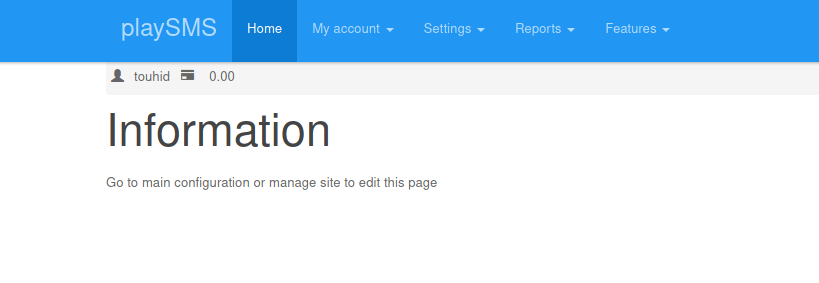 playSMS Home My account Settings Reports Features
touhid 0.00
Information
Go to main configuration or manage site to edit this page